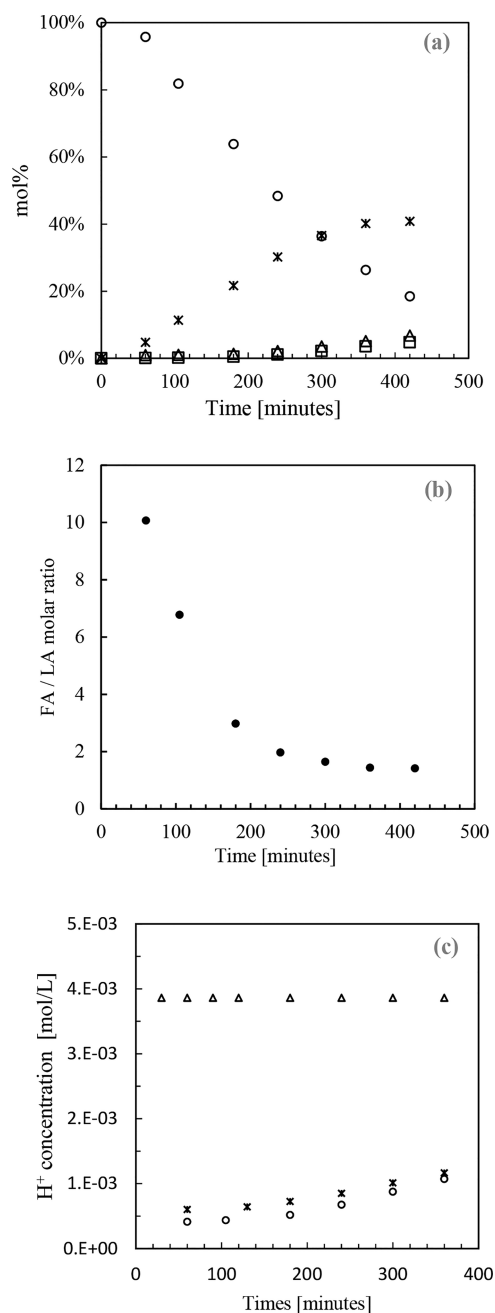 100%
(a)
80%
60%
mol%
40%
20%
0%
0 100 200 300 400 500
Time [minutes]
12
(b)
10
8
6
FA / LA molar ratio
4
2
0
0 100 200 300 400 500
Time [minutes]
5.E-03
(c)
4.E-03
3.E-03
H⁺ concentration [mol/L]
2.E-03
1.E-03
0.E+00
0 100 200 300 400
Times [minutes]